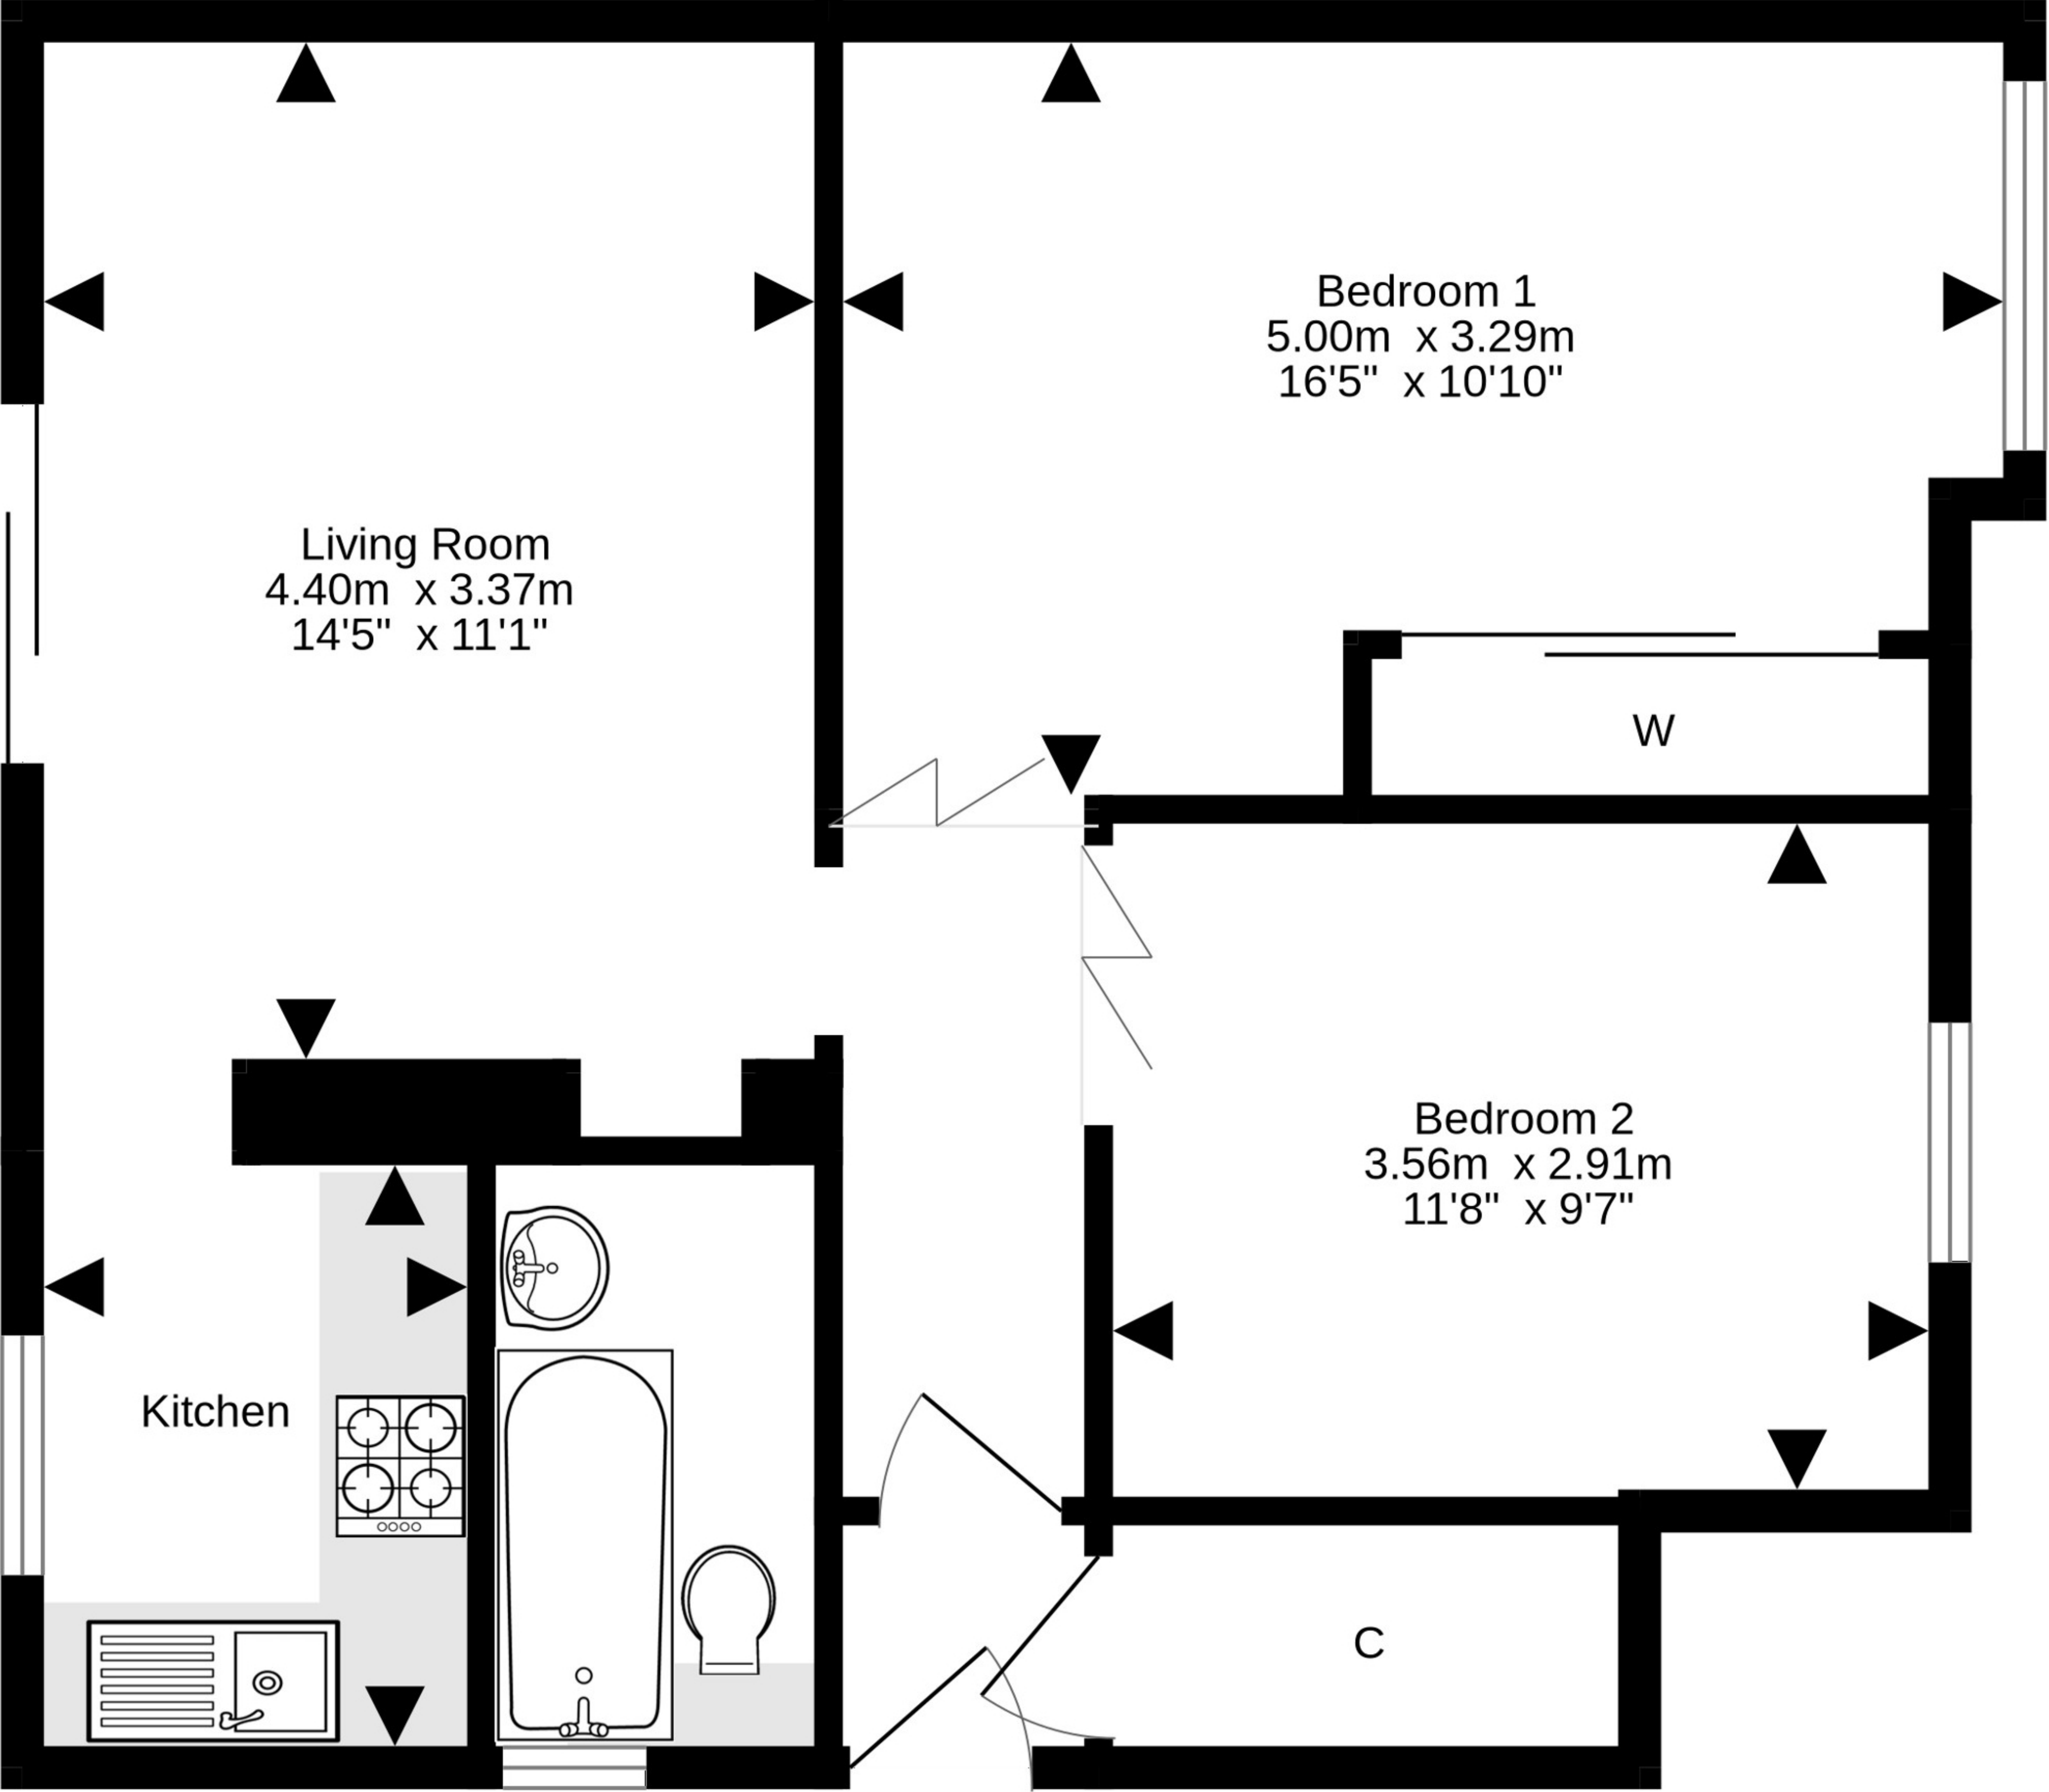 Bedroom 1
5.00m  x 3.29m
16'5"  x 10'10"
Living Room
4.40m  x 3.37m
14'5"  x 11'1"
W
Bedroom 2
3.56m  x 2.91m
11'8"  x 9'7"
Kitchen
C